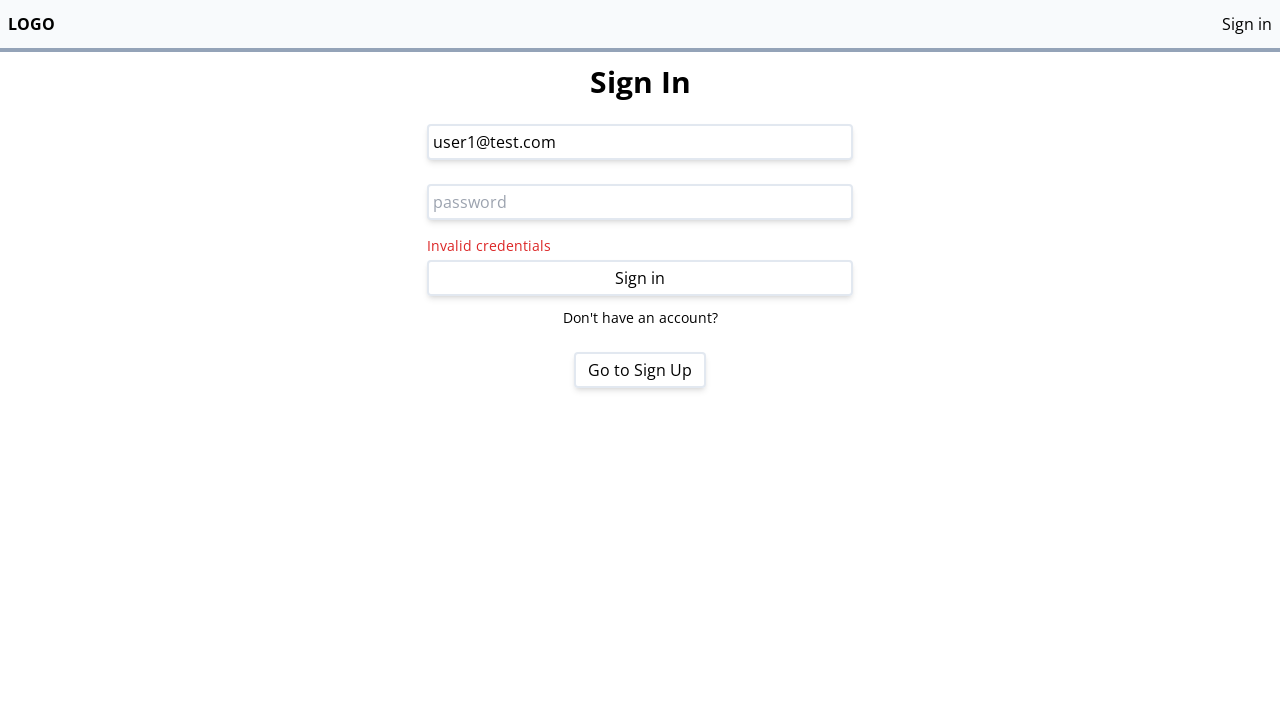 LOGO
Sign in
Sign In
user1@test.com
password
Invalid credentials
Sign in
Don't have an account?
Go to Sign Up